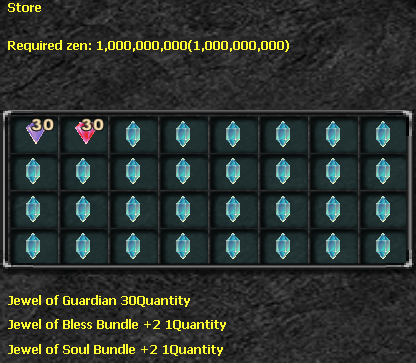 Store
Required zen: 1,000,000,000(1,000,000,000)
30 30
Jewel of Guardian 30Quantity
Jewel of Bless Bundle +2 1Quantity
Jewel of Soul Bundle +2 1Quantity